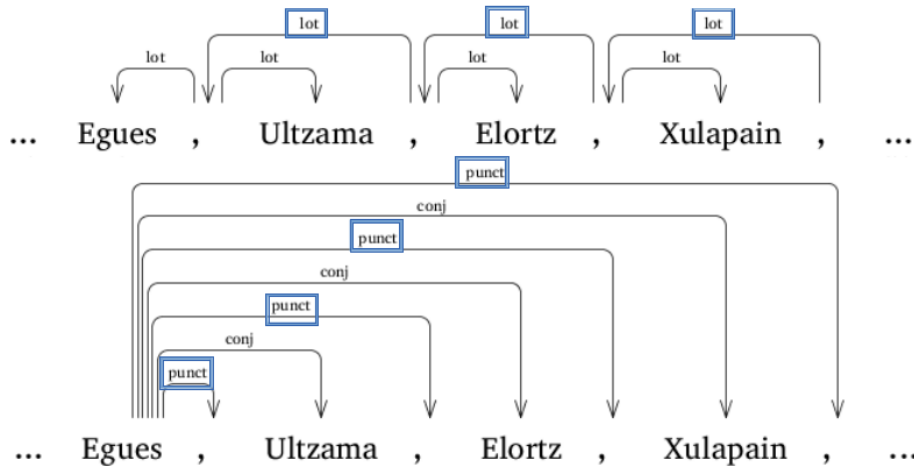 lot lot lot
lot lot lot lot
... Egues , Ultzama , Elortz , Xulapain , ...
punct
conj
punct
conj
punct
conj
punct
... Egues , Ultzama , Elortz , Xulapain , ...